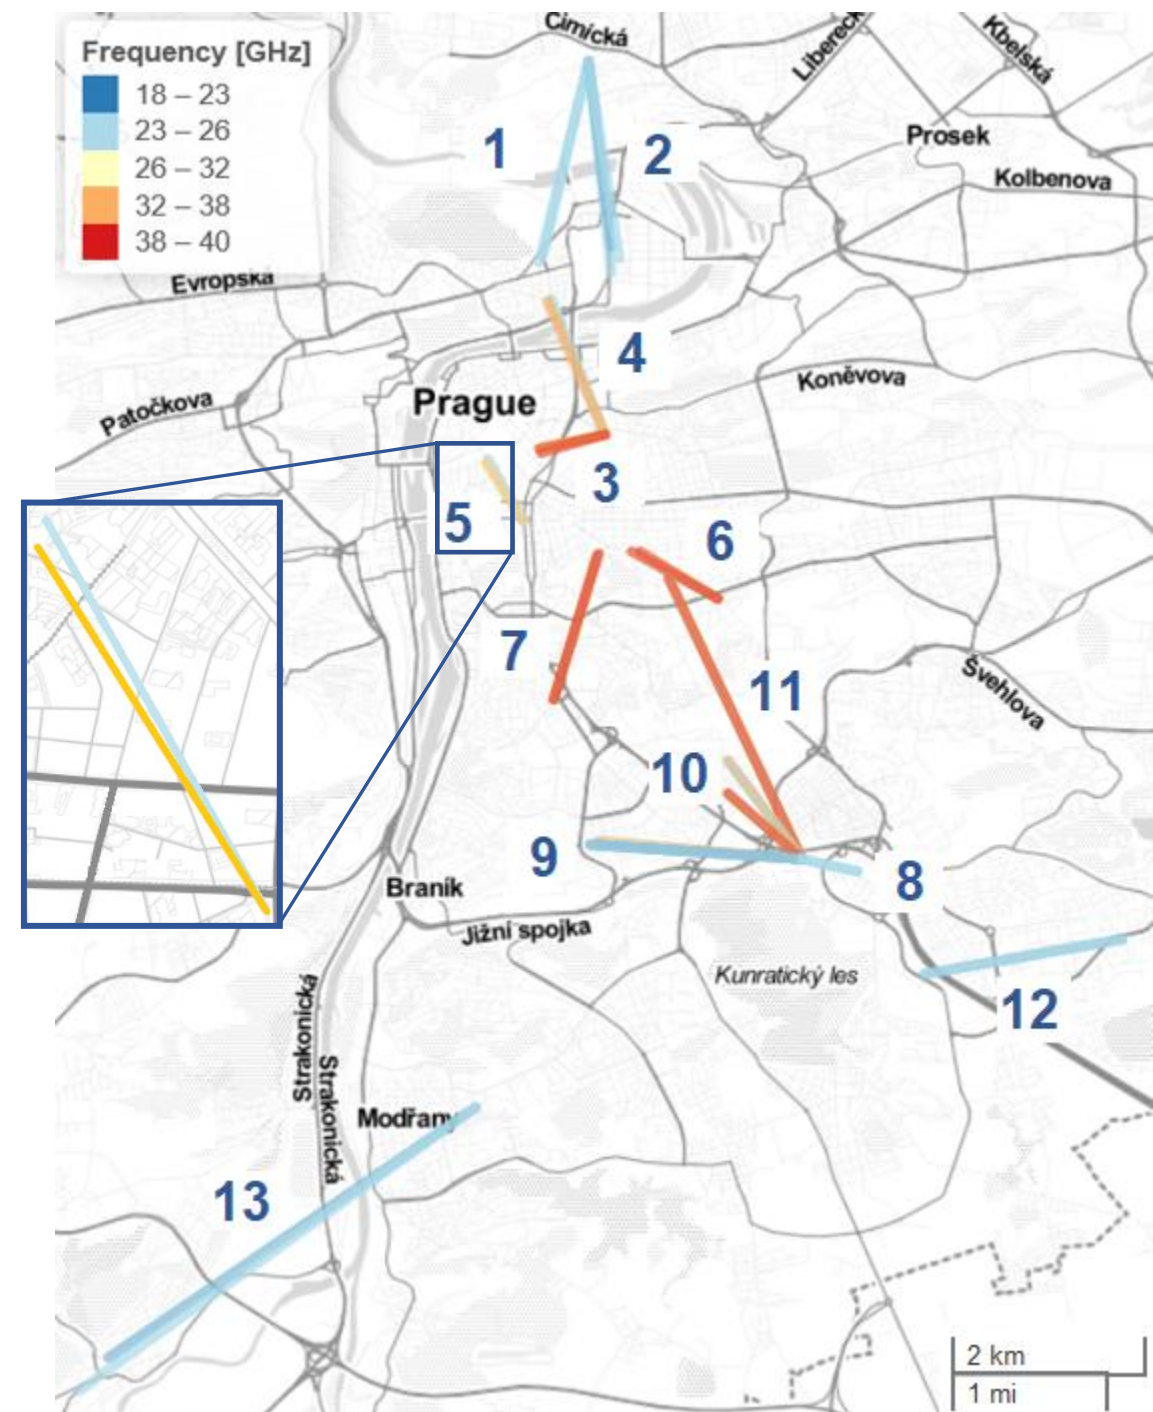 Frequency [GHz]
18 – 23
23 – 26
26 – 32
32 – 38
38 – 40
Čimická
Liberecká
Kbelská
Prosek
Kolbenova
1
2
Evropská
4
Koněvova
Patočkova
Prague
3
5
6
7
11
Švehlova
10
9
8
Braník
Jižní spojka
Kunratický les
12
Strakonická
Strakonická
Modřany
13
2 km
1 mi